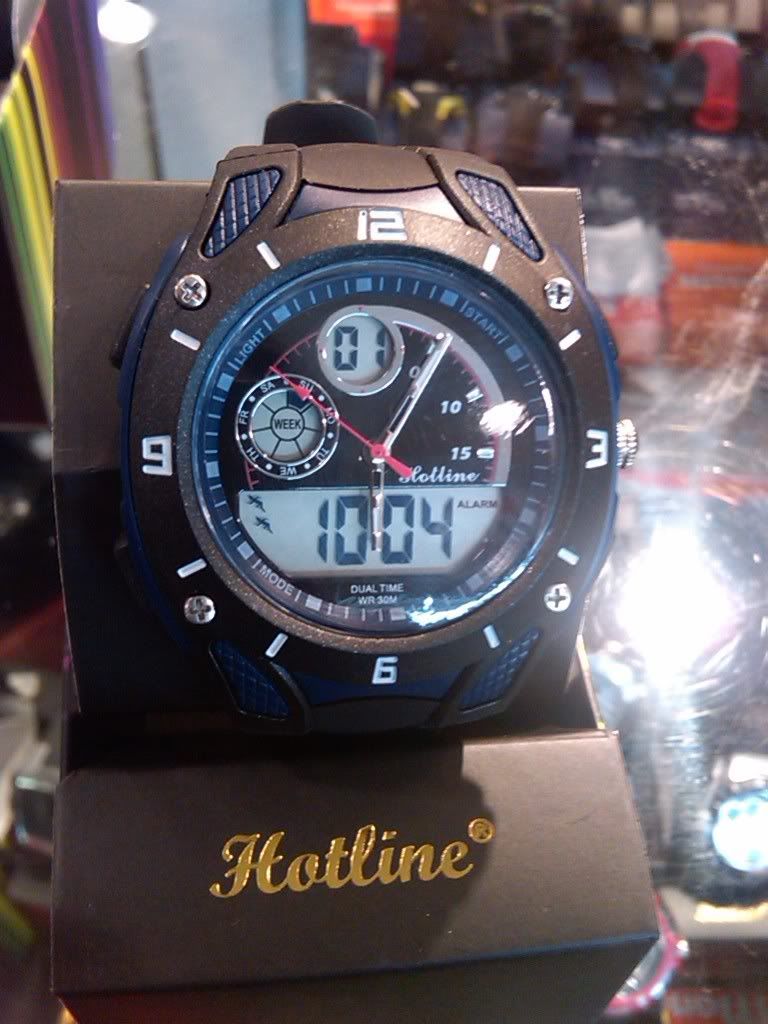 12
LIGHT
START
01
0
10
15
SA
SU
MO
FR
WEEK
TH
WE
TU
9
3
Hotline
1004
ALARM
MODE
DUAL TIME
WR 30M
6
Hotline®